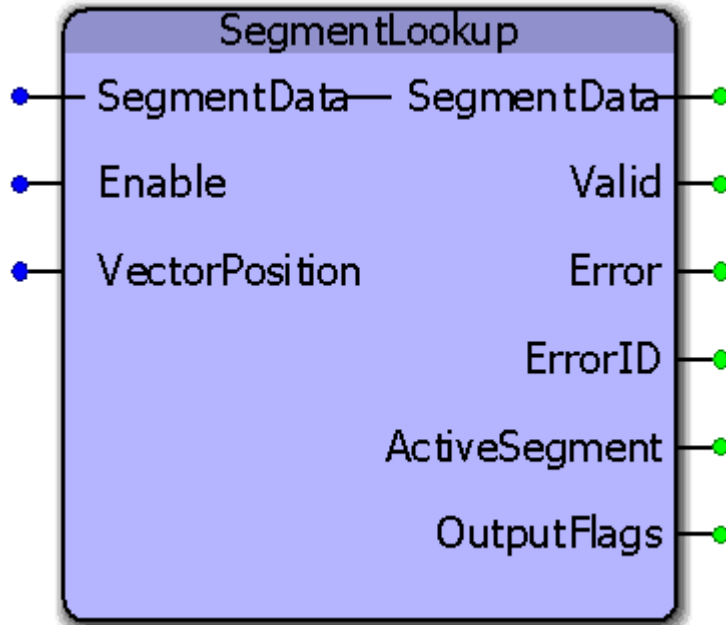 SegmentLookup
SegmentData SegmentData
Enable Valid
VectorPosition Error
ErrorID
ActiveSegment
OutputFlags